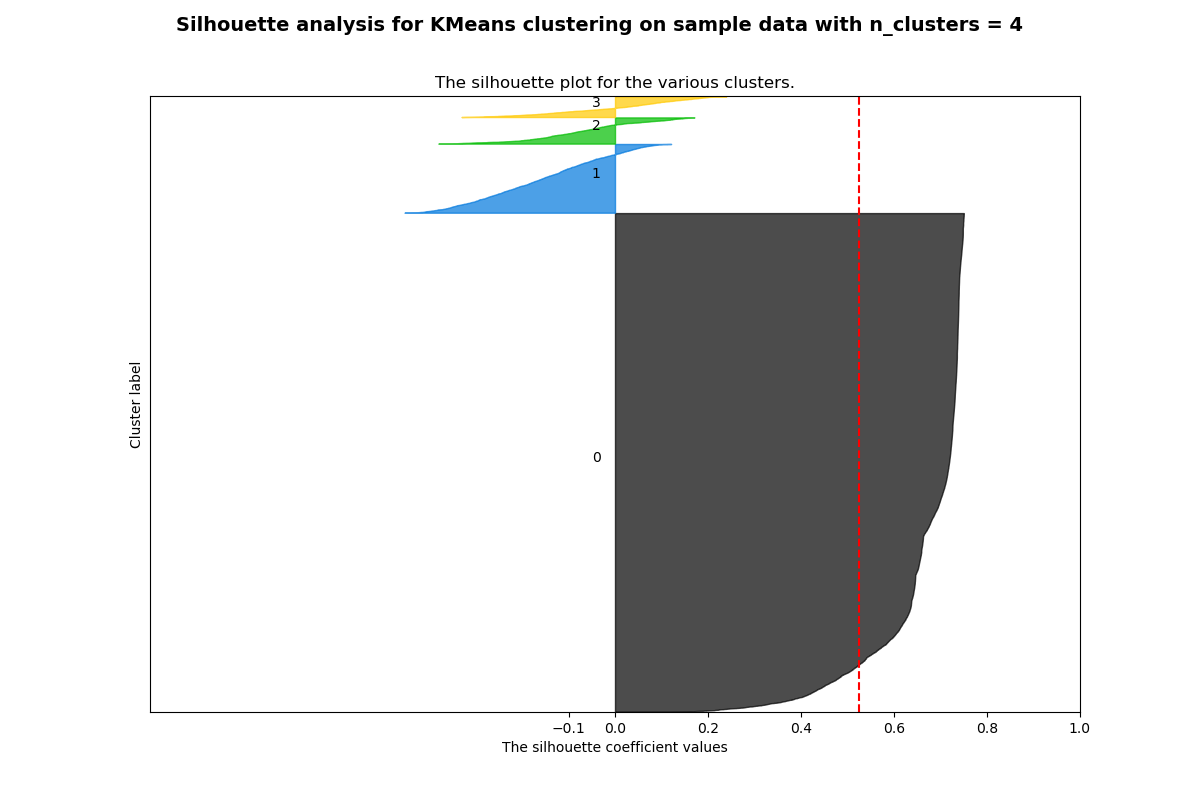 Silhouette analysis for KMeans clustering on sample data with n_clusters = 4
The silhouette plot for the various clusters.
3
2
1
0
Cluster label
−0.1 0.0 0.2 0.4 0.6 0.8 1.0
The silhouette coefficient values